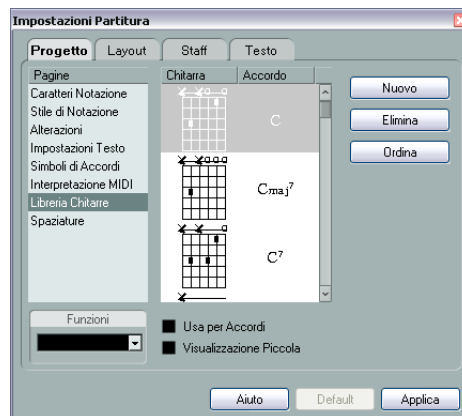 Impostazioni Partitura
Progetto Layout Staff Testo
Pagine
Caratteri Notazione
Stile di Notazione
Alterazioni
Impostazioni Testo
Simboli di Accordi
Interpretazione MIDI
Libreria Chitarre
Spaziature
Funzioni
Chitarra Accordo
C
Cmaj7
C7
Usa per Accordi
Visualizzazione Piccola
Nuovo
Elimina
Ordina
Aiuto Default Applica